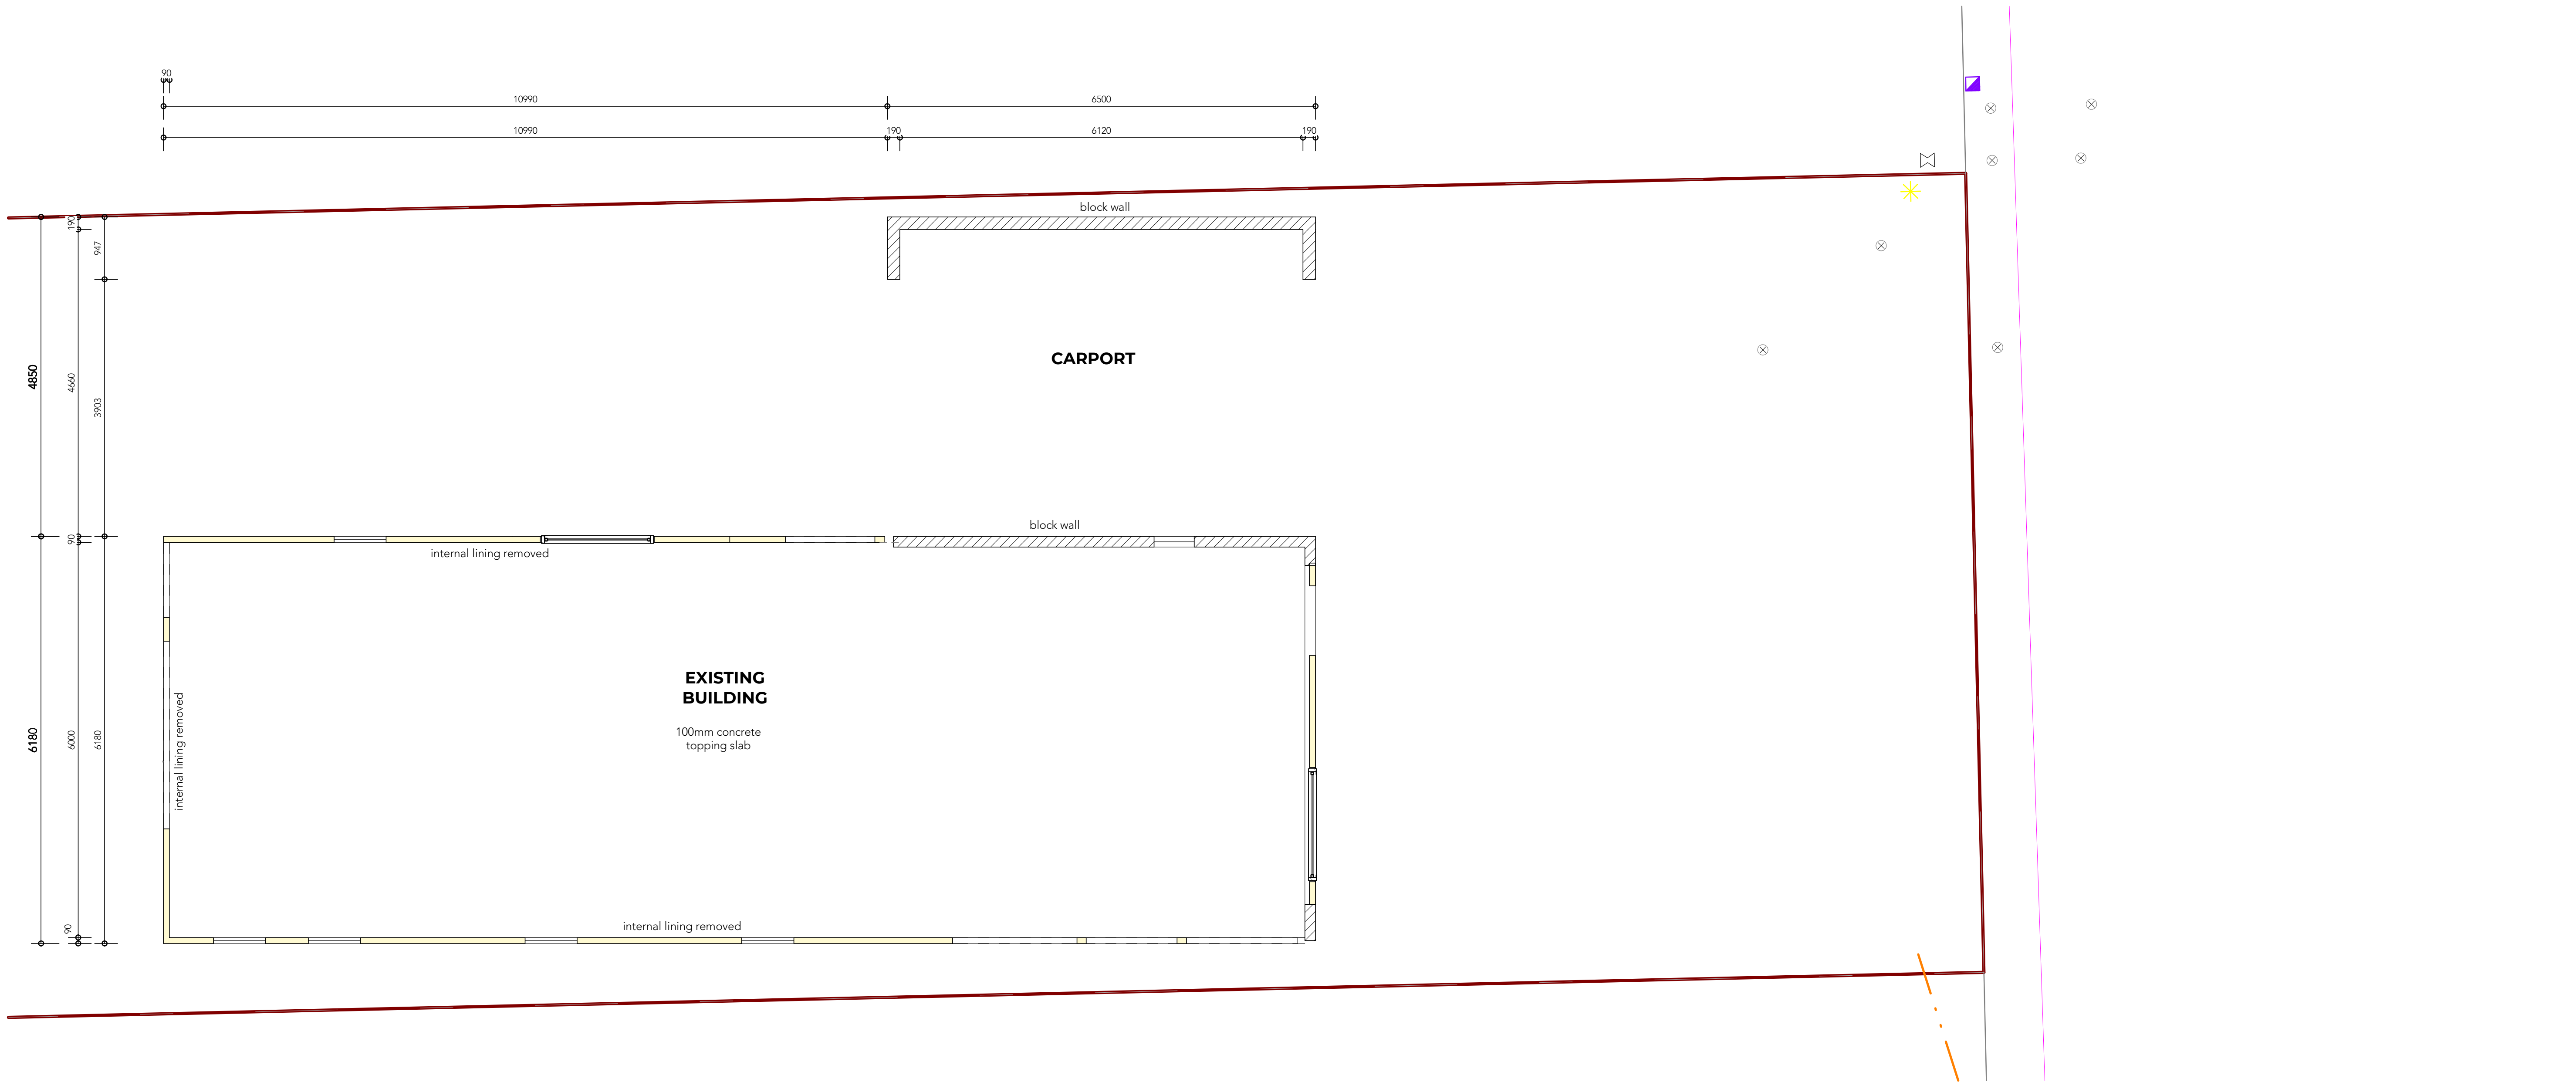 90
10990
6500
10990
190
6120
190
block wall
190
947
4850
4660
3903
CARPORT
block wall
90
internal lining removed
EXISTING
BUILDING
100mm concrete
topping slab
internal lining removed
6180
6000
6180
90
internal lining removed